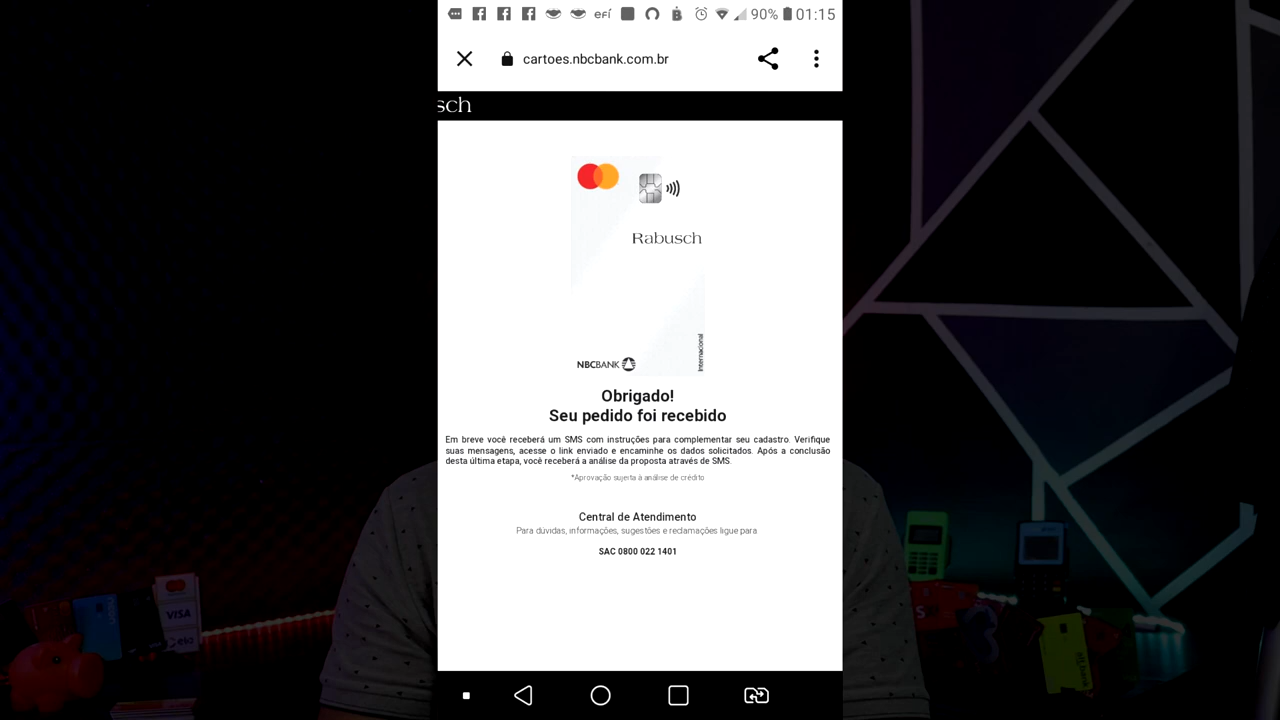 efí 90% 01:15
cartoes.nbcbank.com.br
sch
Rabusch
Internacional
NBCBANK
Obrigado!
Seu pedido foi recebido
Em breve você receberá um SMS com instruções para complementar seu cadastro. Verifique
suas mensagens, acesse o link enviado e encaminhe os dados solicitados. Após a conclusão
desta última etapa, você receberá a análise da proposta através de SMS.
*Aprovação sujeita à análise de crédito
Central de Atendimento
Para dúvidas, informações, sugestões e reclamações ligue para
SAC 0800 022 1401
VISA
elo